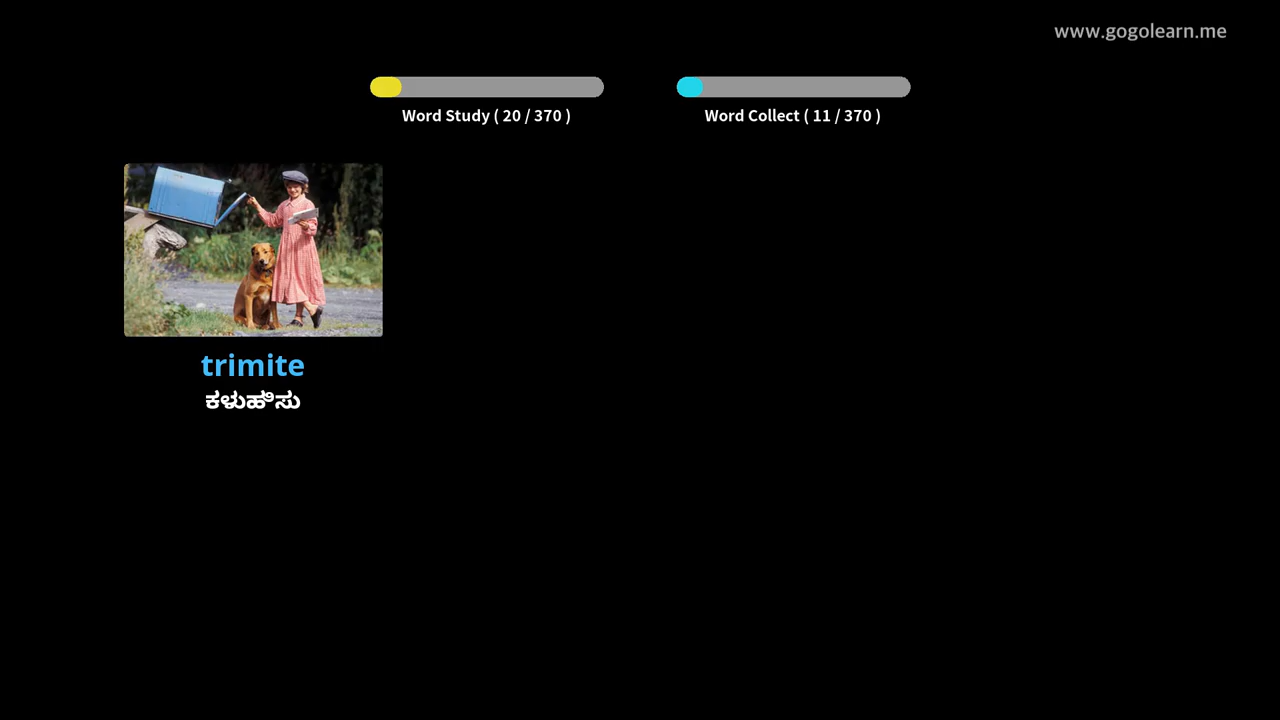 www.gogolearn.me
Word Study ( 20 / 370 )
Word Collect ( 11 / 370 )
trimite
ಕಳುಹಿಸು